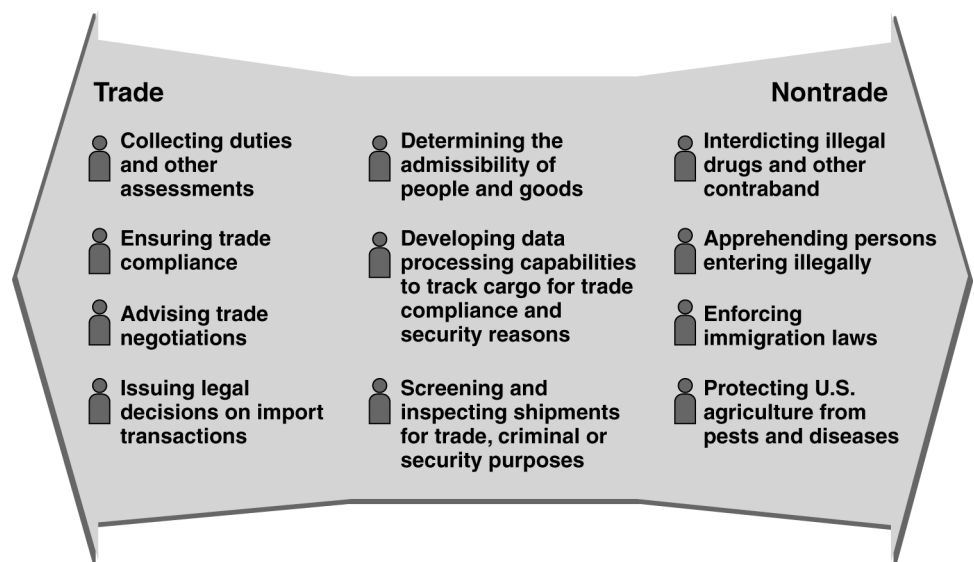 Trade
Collecting duties
and other
assessments
Ensuring trade
compliance
Advising trade
negotiations
Issuing legal
decisions on import
transactions
Determining the
admissibility of
people and goods
Developing data
processing capabilities
to track cargo for trade
compliance and
security reasons
Screening and
inspecting shipments
for trade, criminal or
security purposes
Nontrade
Interdicting illegal
drugs and other
contraband
Apprehending persons
entering illegally
Enforcing
immigration laws
Protecting U.S.
agriculture from
pests and diseases